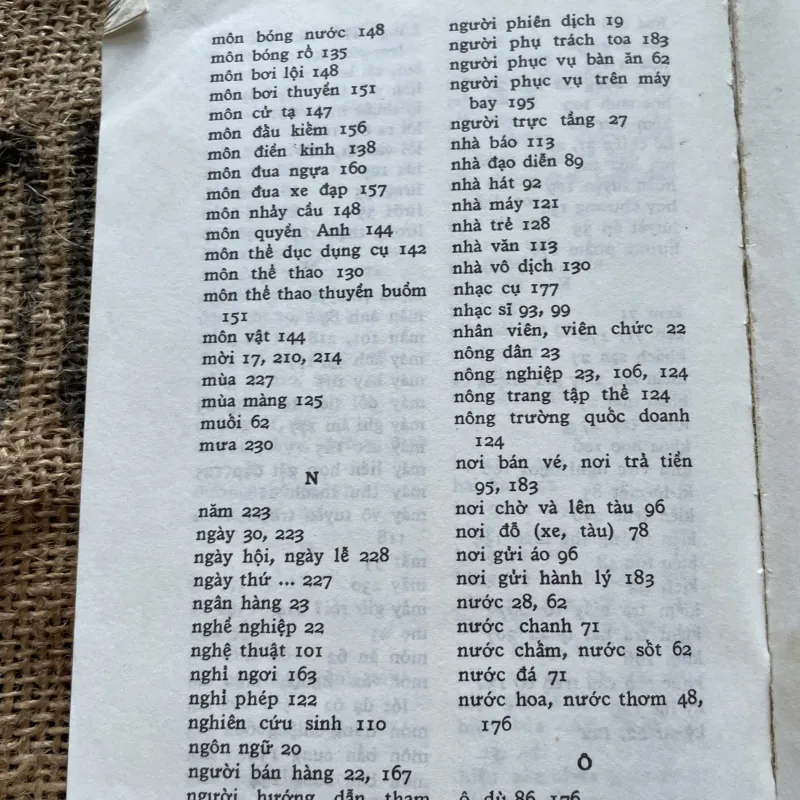 môn bóng nước 148
môn bóng rổ 135
môn bơi lội 148
môn bơi thuyền 151
môn cử tạ 147
môn đấu kiếm 156
môn điền kinh 138
môn đua ngựa 160
môn đua xe đạp 157
môn nhảy cầu 148
môn quyền Anh 144
môn thể dục dụng cụ 142
môn thể thao 130
môn thể thao thuyền buồm
151
môn vật 144
mời 17, 210, 214
mùa 227
mùa màng 125
muối 62
mưa 230
N
năm 223
ngày 30, 223
ngày hội, ngày lễ 228
ngày thứ ... 227
ngân hàng 23
nghề nghiệp 22
nghệ thuật 101
nghỉ ngơi 163
nghỉ phép 122
nghiên cứu sinh 110
ngôn ngữ 20
người bán hàng 22, 167
người hướng dẫn tham
người phiên dịch 19
người phụ trách toa 183
người phục vụ bàn ăn 62
người phục vụ trên máy
bay 195
người trực tầng 27
nhà báo 113
nhà đạo diễn 89
nhà hát 92
nhà máy 121
nhà trẻ 128
nhà văn 113
nhà vô dịch 130
nhạc cụ 177
nhạc sĩ 93, 99
nhân viên, viên chức 22
nông dân 23
nông nghiệp 23, 106, 124
nông trang tập thể 124
nông trường quốc doanh
124
nơi bán vé, nơi trả tiền
95, 183
nơi chờ và lên tàu 96
nơi đỗ (xe, tàu) 78
nơi gửi áo 96
nơi gửi hành lý 183
nước 28, 62
nước chanh 71
nước chấm, nước sốt 62
nước đá 71
nước hoa, nước thơm 48,
176
Ô
ô, dù 86, 176